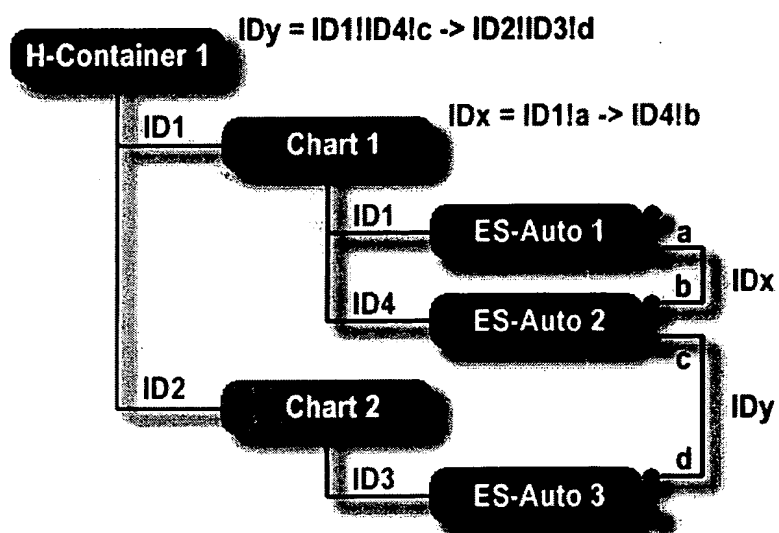 IDy = ID1!ID4!c -> ID2!ID3!d
H-Container 1
ID1
IDx = ID1!a -> ID4!b
Chart 1
ID1
ES-Auto 1
a
IDx
b
ID4
ES-Auto 2
c
ID2
Chart 2
IDy
d
ID3
ES-Auto 3